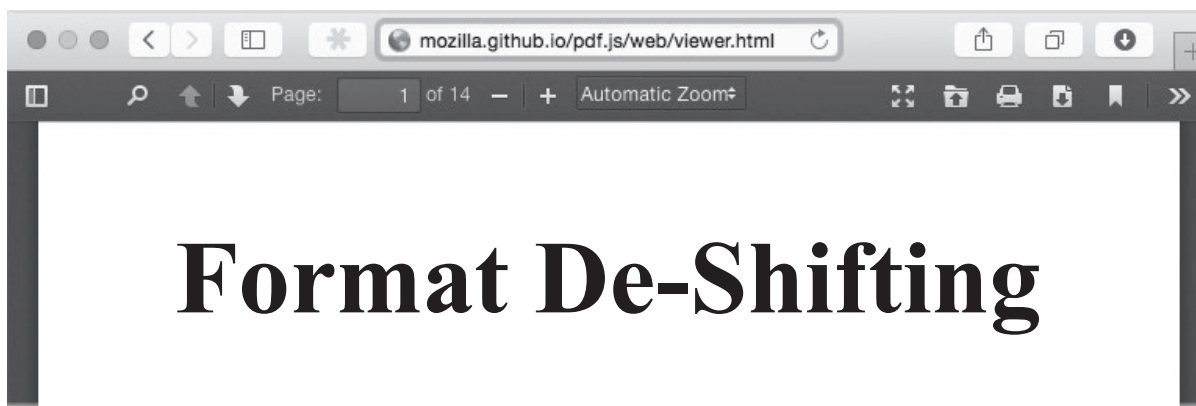 mozilla.github.io/pdf.js/web/viewer.html
Page: 1 of 14 Automatic Zoom
Format De-Shifting